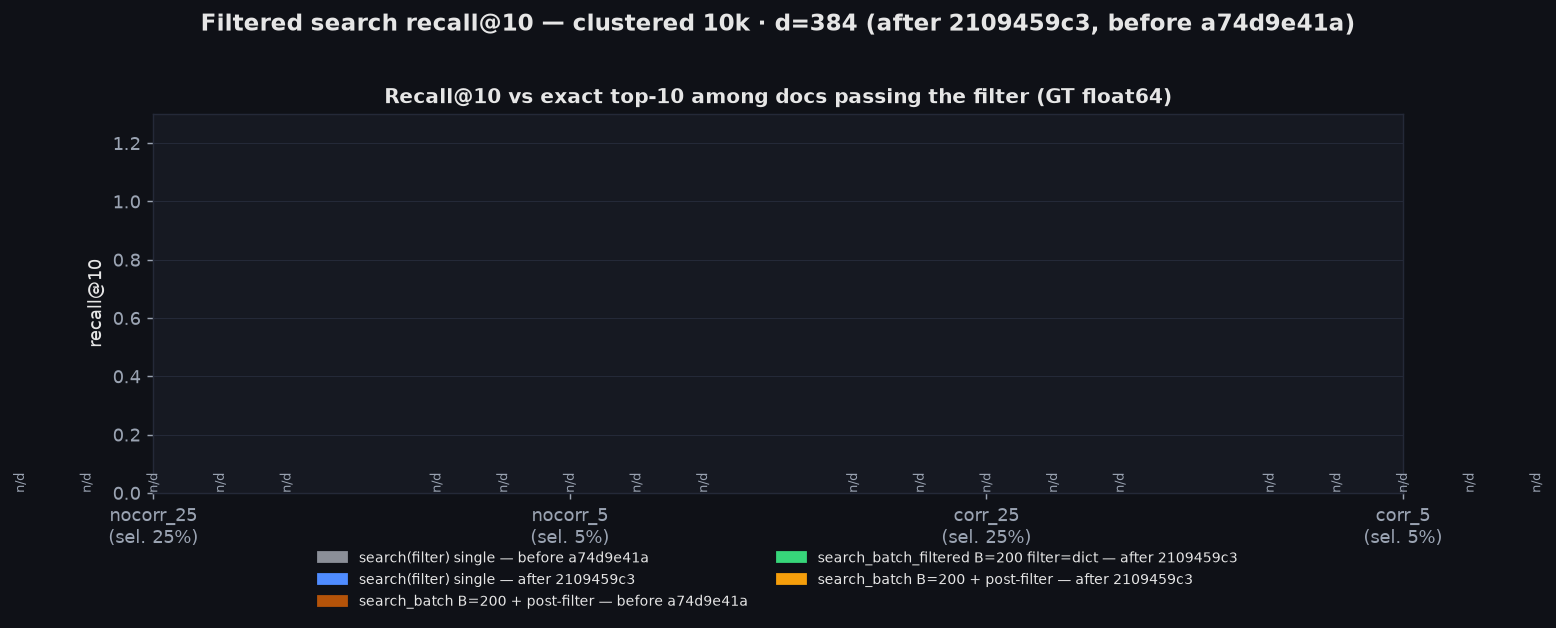 Filtered search recall@10 — clustered 10k · d=384 (after 2109459c3, before a74d9e41a)
Recall@10 vs exact top-10 among docs passing the filter (GT float64)
recall@10
1.2
1.0
0.8
0.6
0.4
0.2
0.0
n/d n/d n/d n/d n/d n/d n/d n/d n/d n/d n/d n/d n/d n/d n/d n/d n/d n/d n/d n/d
nocorr_25 nocorr_5 corr_25 corr_5
(sel. 25%) (sel. 5%) (sel. 25%) (sel. 5%)
search(filter) single — before a74d9e41a
search(filter) single — after 2109459c3
search_batch B=200 + post-filter — before a74d9e41a
search_batch_filtered B=200 filter=dict — after 2109459c3
search_batch B=200 + post-filter — after 2109459c3